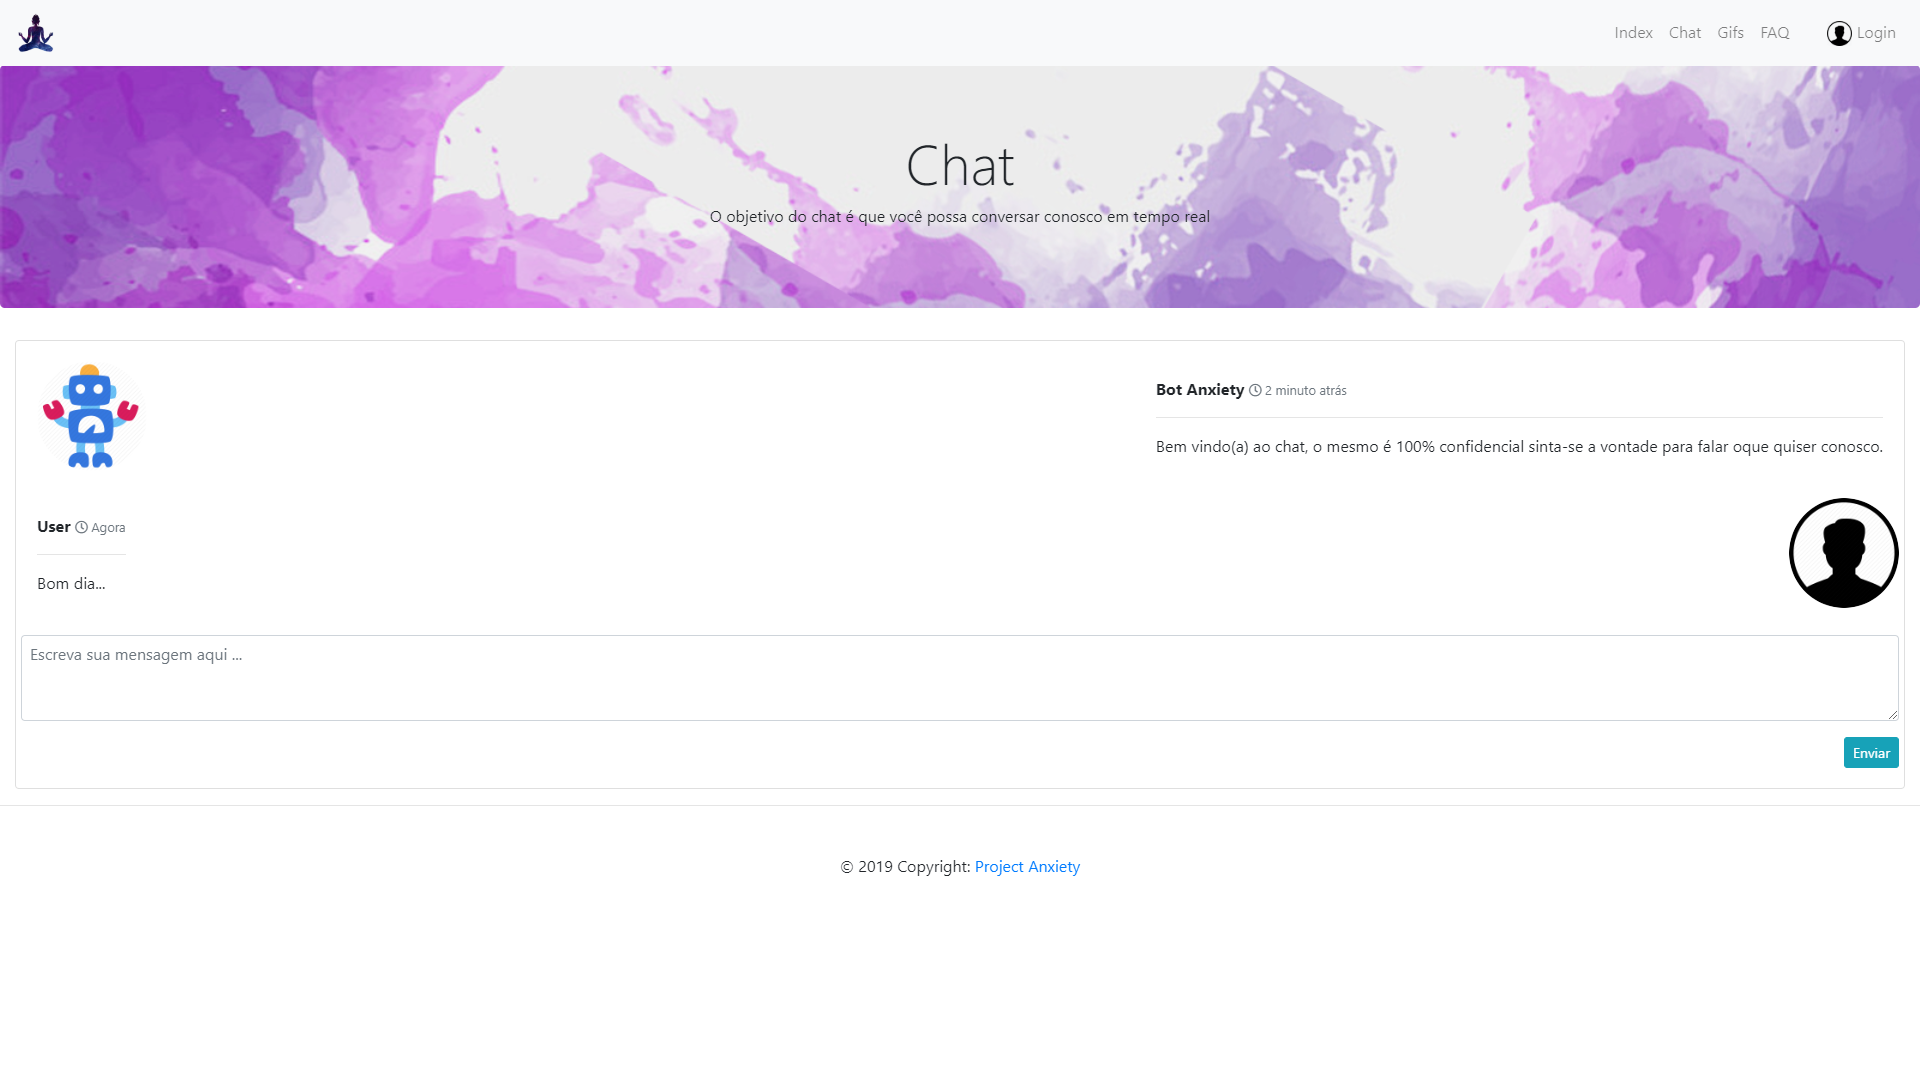 Index
Chat
Gifs
FAQ
Login
Chat
O objetivo do chat é que você possa conversar conosco em tempo real
Bot Anxiety 2 minuto atrás
Bem vindo(a) ao chat, o mesmo é 100% confidencial sinta-se a vontade para falar oque quiser conosco.
User Agora
Bom dia...
Escreva sua mensagem aqui ...
Enviar
© 2019 Copyright: Project Anxiety